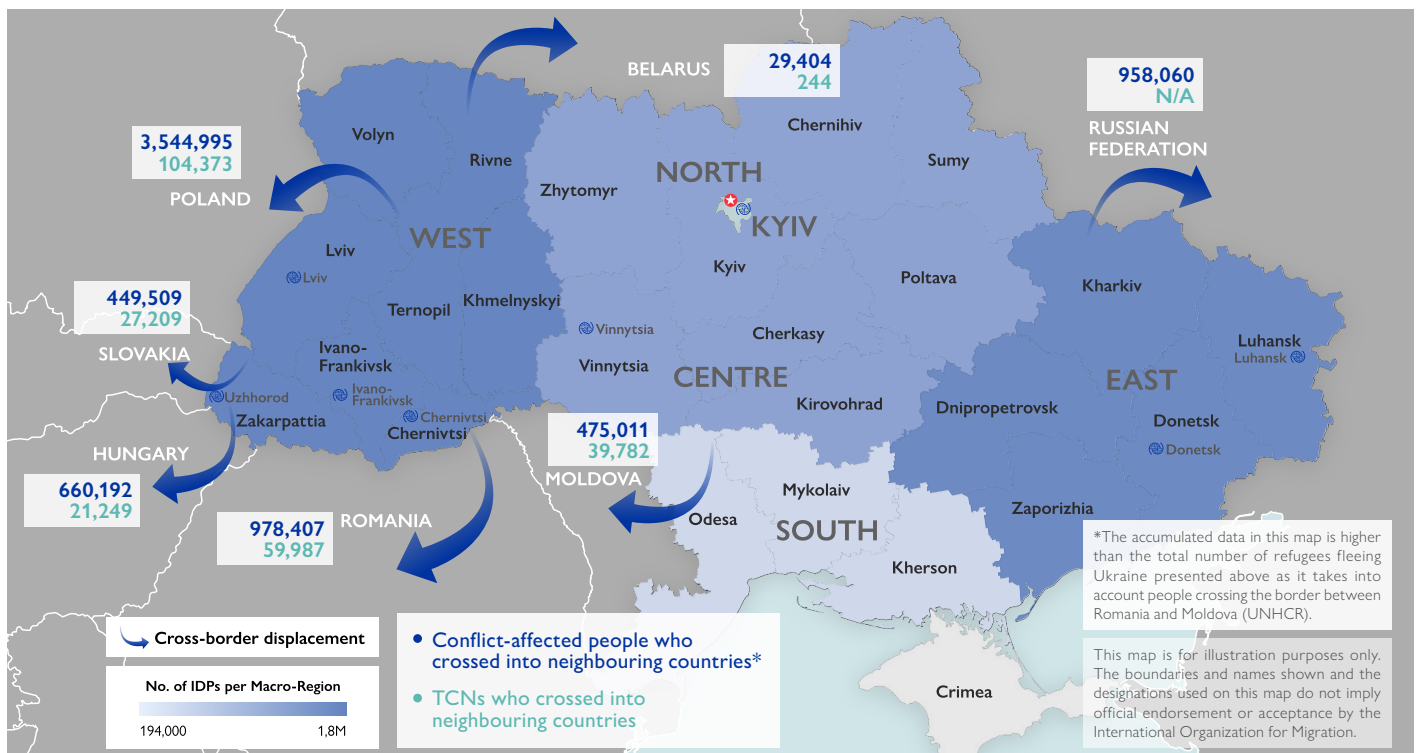 BELARUS
29,404
244
958,060
N/A
RUSSIAN
FEDERATION
3,544,995
104,373
POLAND
Volyn
Rivne
Zhytomyr
NORTH
Chernihiv
Sumy
KYIV
Kyiv
WEST
Lviv
Lviv
Ternopil
Khmelnyskyi
Poltava
Kharkiv
449,509
27,209
SLOVAKIA
Ivano-
Frankivsk
Ivano-
Frankivsk
Uzhhorod
Zakarpattia
Chernivtsi
Chernivtsi
Vinnytsia
Vinnytsia
Cherkasy
CENTRE
Kirovohrad
Luhansk
Luhansk
EAST
Dnipropetrovsk
Donetsk
Donetsk
Zaporizhia
HUNGARY
660,192
21,249
978,407
59,987
ROMANIA
475,011
39,782
MOLDOVA
Odesa
Mykolaiv
SOUTH
Kherson
Crimea
*The accumulated data in this map is higher
than the total number of refugees fleeing
Ukraine presented above as it takes into
account people crossing the border between
Romania and Moldova (UNHCR).
This map is for illustration purposes only.
The boundaries and names shown and the
designations used on this map do not imply
official endorsement or acceptance by the
International Organization for Migration.
Cross-border displacement
No. of IDPs per Macro-Region
194,000
1,8M
• Conflict-affected people who
crossed into neighbouring countries*
• TCNs who crossed into
neighbouring countries